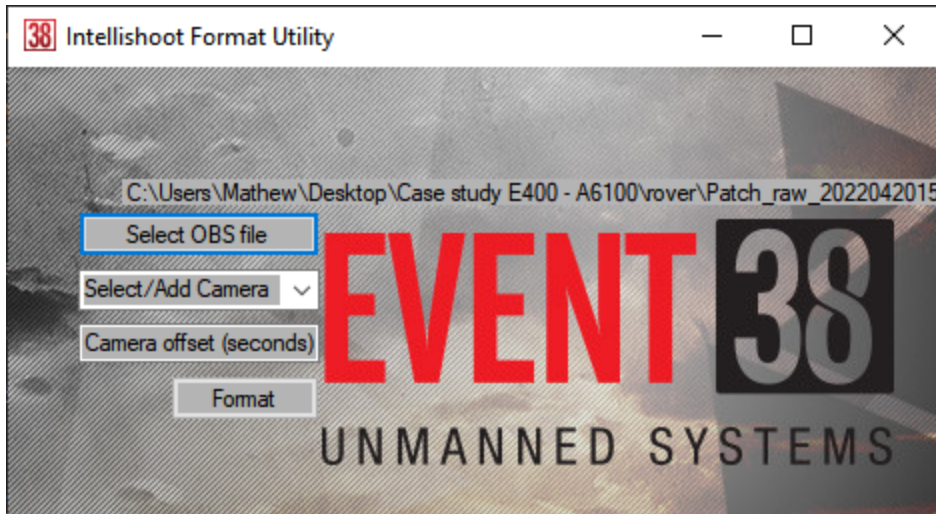 38 Intellishoot Format Utility
C:\Users\Mathew\Desktop\Case study E400 - A6100\rover\Patch_raw_2022042015
Select OBS file
Select/Add Camera
Camera offset (seconds)
Format
EVENT 38
UNMANNED SYSTEMS